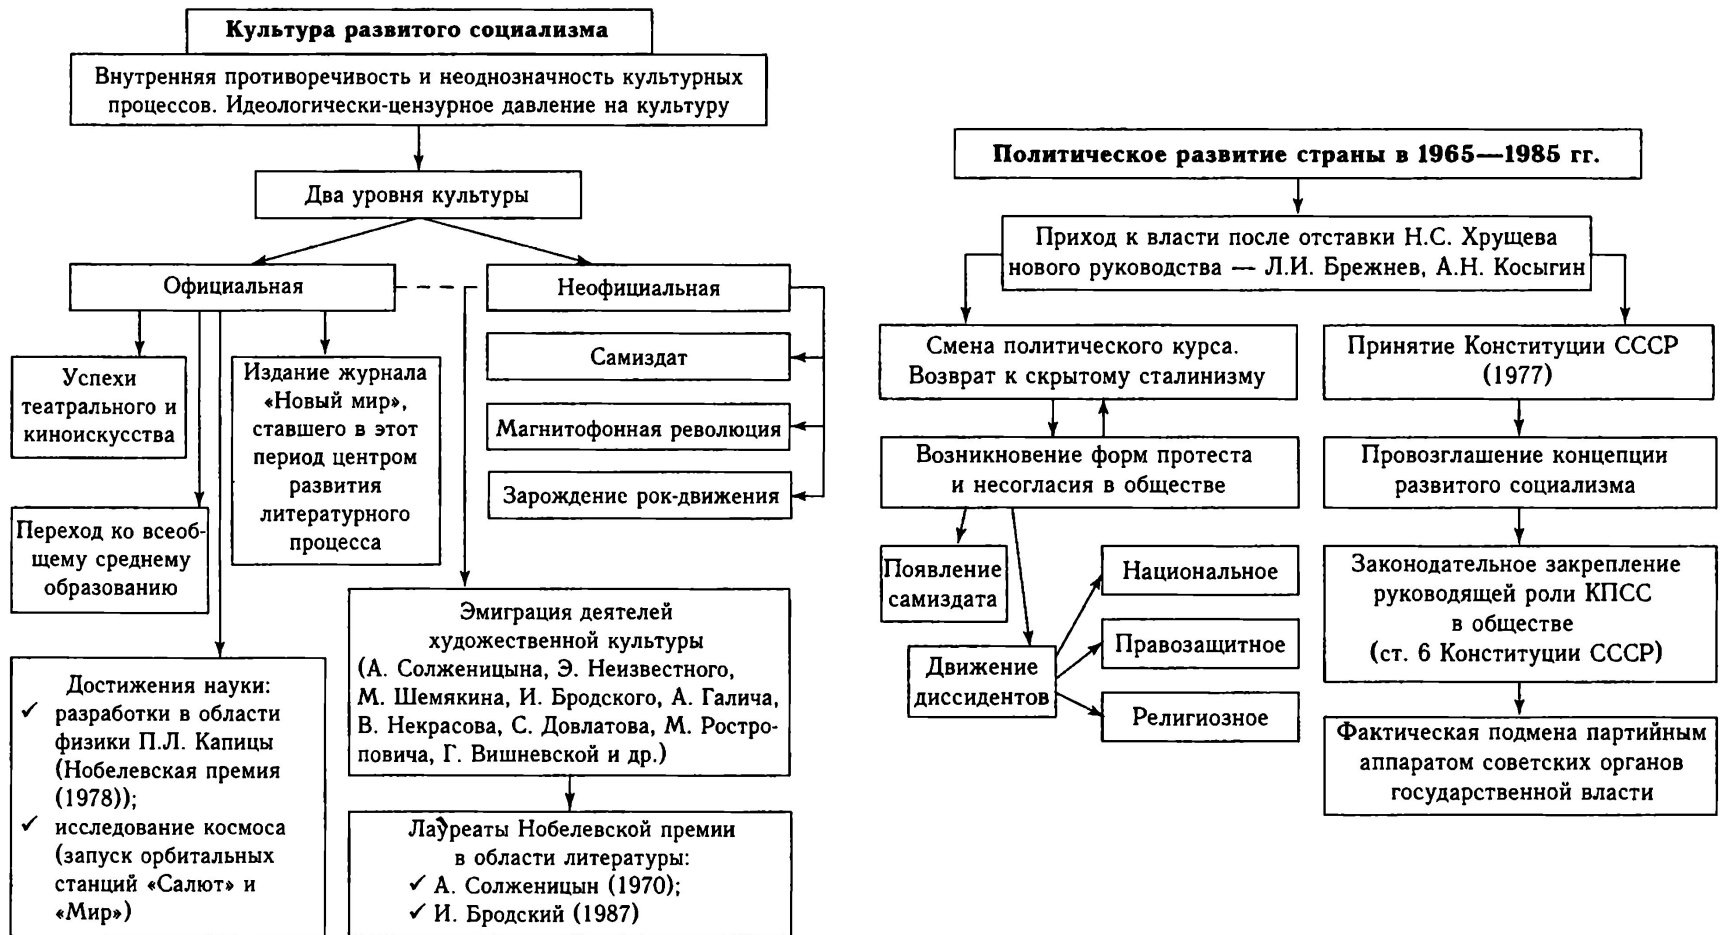 Культура развитого социализма
Внутренняя противоречивость и неоднозначность культурных
процессов. Идеологически-цензурное давление на культуру
Два уровня культуры
Официальная
Неофициальная
Успехи
театрального и
киноискусства
Издание журнала
«Новый мир»,
ставшего в этот
период центром
развития
литературного
процесса
Самиздат
Магнитофонная революция
Зарождение рок-движения
Переход ко всеоб-
щему среднему
образованию
Эмиграция деятелей
художественной культуры
(А. Солженицына, Э. Неизвестного,
М. Шемякина, И. Бродского, А. Галича,
В. Некрасова, С. Довлатова, М. Ростро-
повича, Г. Вишневской и др.)
Достижения науки:
✓ разработки в области
физики П.Л. Капицы
(Нобелевская премия
(1978));
✓ исследование космоса
(запуск орбитальных
станций «Салют» и
«Мир»)
Лауреаты Нобелевской премии
в области литературы:
✓ А. Солженицын (1970);
✓ И. Бродский (1987)
Политическое развитие страны в 1965—1985 гг.
Приход к власти после отставки Н.С. Хрущева
нового руководства — Л.И. Брежнев, А.Н. Косыгин
Смена политического курса.
Возврат к скрытому сталинизму
Принятие Конституции СССР
(1977)
Возникновение форм протеста
и несогласия в обществе
Провозглашение концепции
развитого социализма
Появление
самиздата
Движение
диссидентов
Национальное
Правозащитное
Религиозное
Законодательное закрепление
руководящей роли КПСС
в обществе
(ст. 6 Конституции СССР)
Фактическая подмена партийным
аппаратом советских органов
государственной власти